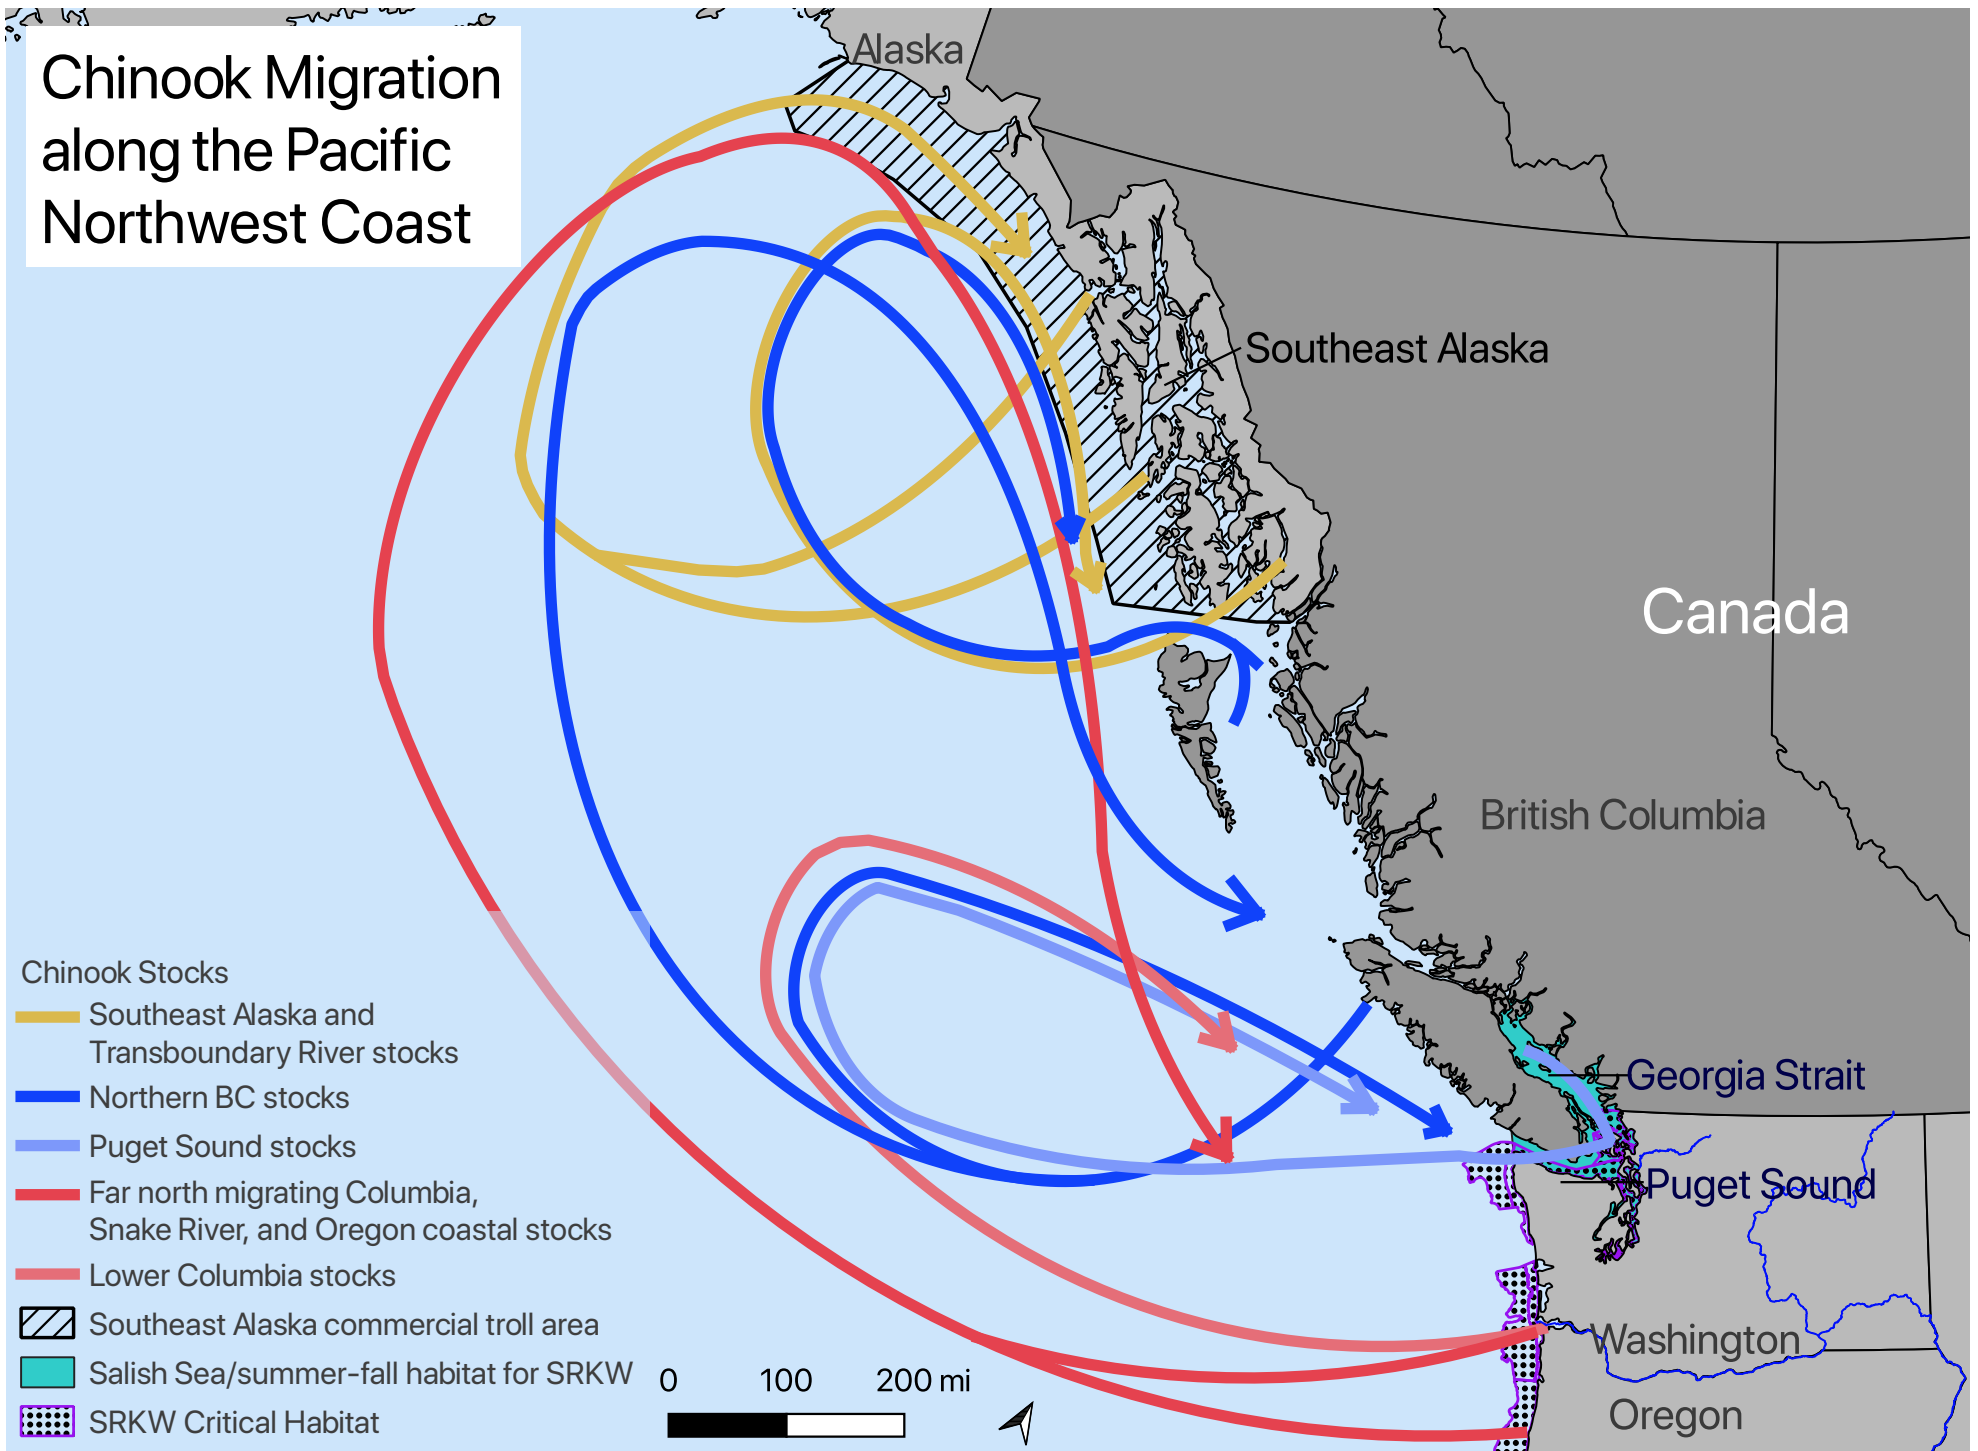 Chinook Migration
along the Pacific
Northwest Coast
Alaska
Southeast Alaska
Canada
British Columbia
Georgia Strait
Puget Sound
Washington
Oregon
Chinook Stocks
Southeast Alaska and
Transboundary River stocks
Northern BC stocks
Puget Sound stocks
Far north migrating Columbia,
Snake River, and Oregon coastal stocks
Lower Columbia stocks
Southeast Alaska commercial troll area
Salish Sea/summer-fall habitat for SRKW
SRKW Critical Habitat
0 100 200 mi